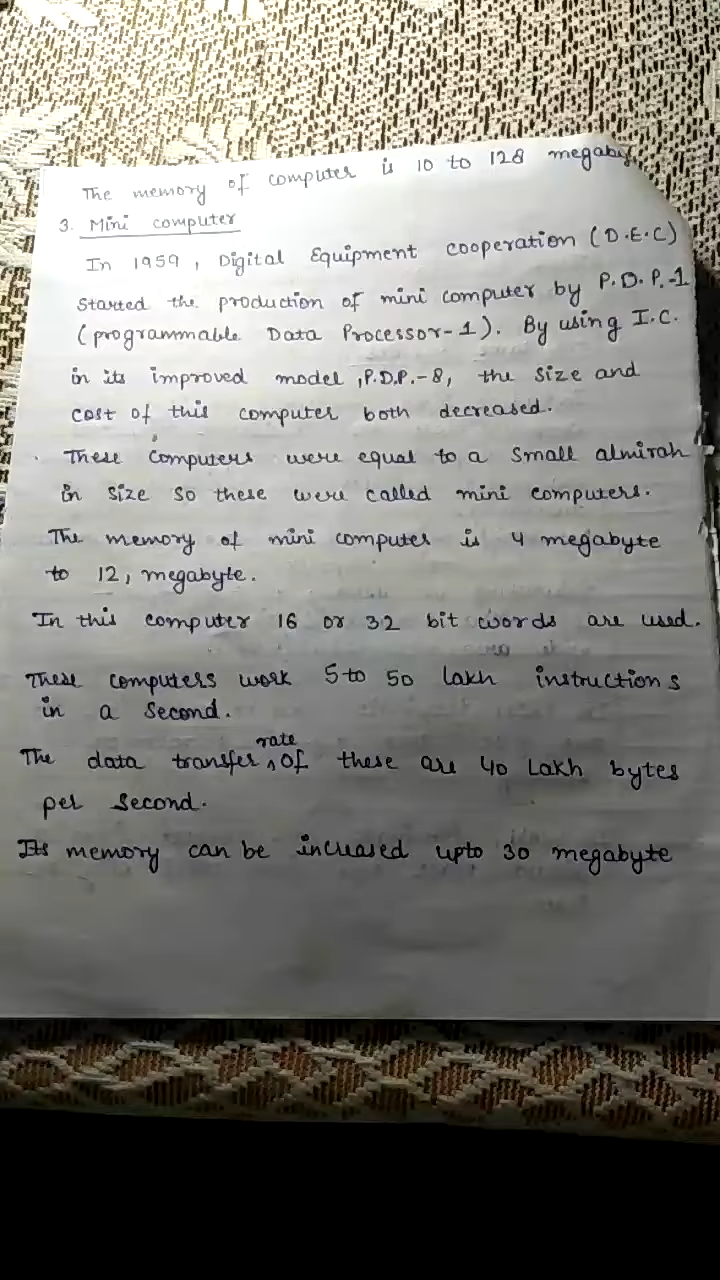 The memory of computer is 10 to 128 megaby
3. Mini computer
In 1959, Digital Equipment cooperation (D.E.C)
Started the production of mini computer by P.D.P.-1
(programmable Data Processor-1). By using I.C.
in its improved model ,P.D.P.-8, the size and
cost of this computer both decreased.
These Computers were equal to a Small almirah
in size so these were called mini computers.
The memory of mini computer is 4 megabyte
to 12, megabyte.
In this computer 16 or 32 bit words are used.
These computers work 5 to 50 lakh instructions
in a second.
The data transfer rate of these are 40 Lakh bytes
per second.
Its memory can be increased upto 30 megabyte